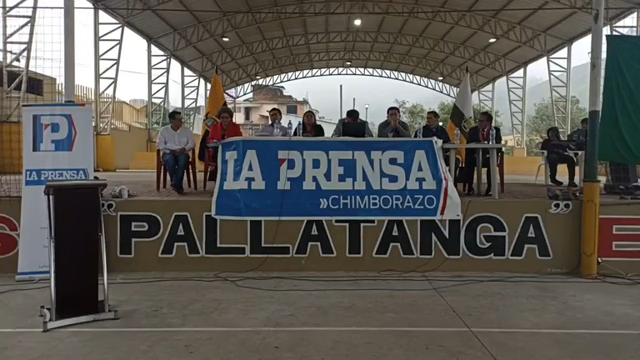 P
LA PRENSA
LA PRENSA
»CHIMBORAZO
S "PALLATANGA" E